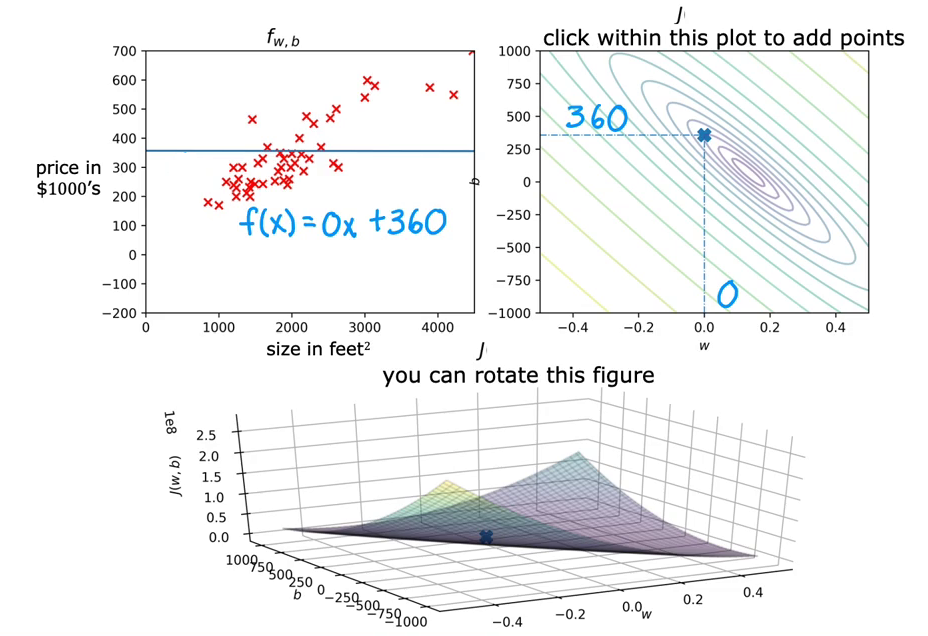 f w, b
700
600
500
400
300
200
100
0
−100
−200
price in
$1000's
f(x) = 0x + 360
0 1000 2000 3000 4000
size in feet²
J
click within this plot to add points
1000
750
500
250
0
−250
−500
−750
−1000
b
360
0
−0.4 −0.2 0.0 0.2 0.4
w
J
you can rotate this figure
1e8
J(w, b)
2.5
2.0
1.5
1.0
0.5
0.0
1000 750 500 250 0 −250 −500 −750 −1000
b
−0.4 −0.2 0.0 0.2 0.4
w